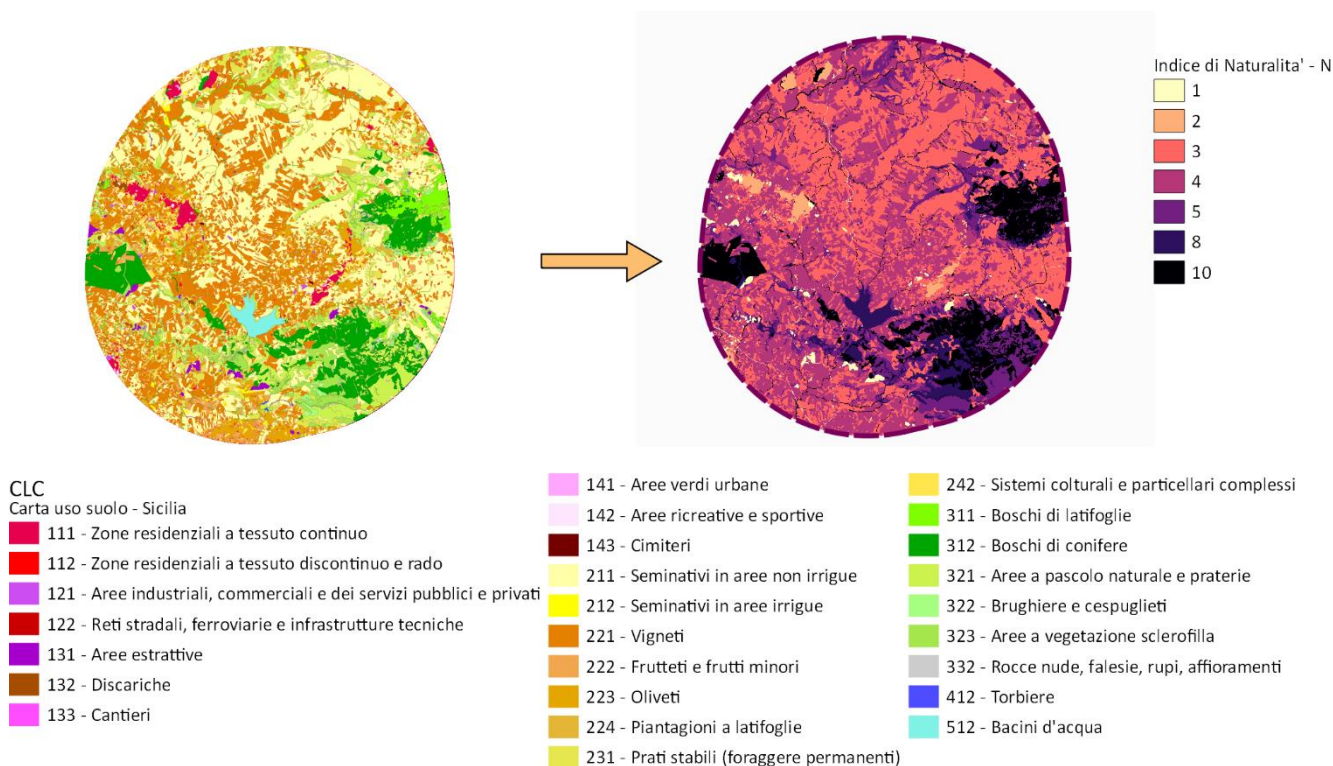 Indice di Naturalita' - N
1
2
3
4
5
8
10
CLC
Carta uso suolo - Sicilia
111 - Zone residenziali a tessuto continuo
112 - Zone residenziali a tessuto discontinuo e rado
121 - Aree industriali, commerciali e dei servizi pubblici e privati
122 - Reti stradali, ferroviarie e infrastrutture tecniche
131 - Aree estrattive
132 - Discariche
133 - Cantieri
141 - Aree verdi urbane
142 - Aree ricreative e sportive
143 - Cimiteri
211 - Seminativi in aree non irrigue
212 - Seminativi in aree irrigue
221 - Vigneti
222 - Frutteti e frutti minori
223 - Oliveti
224 - Piantagioni a latifoglie
231 - Prati stabili (foraggere permanenti)
242 - Sistemi colturali e particellari complessi
311 - Boschi di latifoglie
312 - Boschi di conifere
321 - Aree a pascolo naturale e praterie
322 - Brughiere e cespuglieti
323 - Aree a vegetazione sclerofilla
332 - Rocce nude, falesie, rupi, affioramenti
412 - Torbiere
512 - Bacini d'acqua